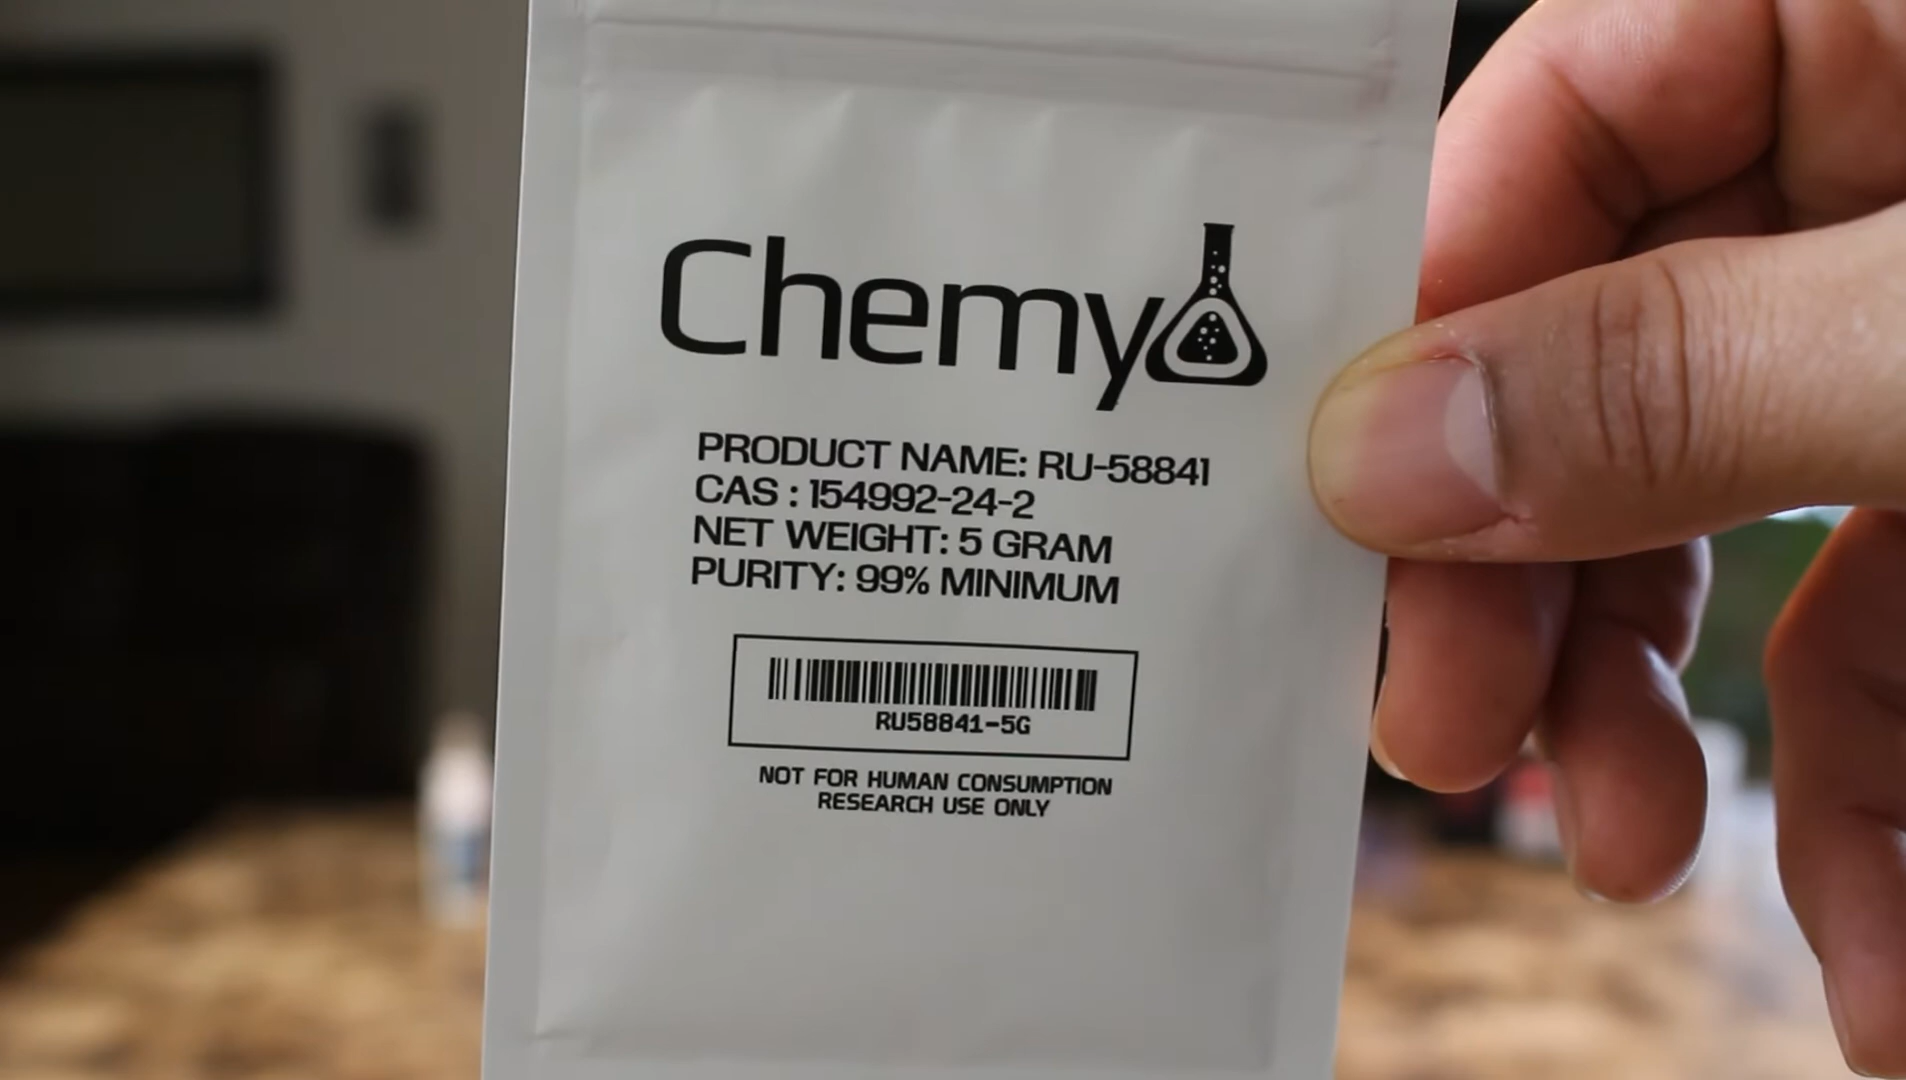 Chemyo
PRODUCT NAME: RU-58841
CAS : 154992-24-2
NET WEIGHT: 5 GRAM
PURITY: 99% MINIMUM
RU58841-5G
NOT FOR HUMAN CONSUMPTION
RESEARCH USE ONLY